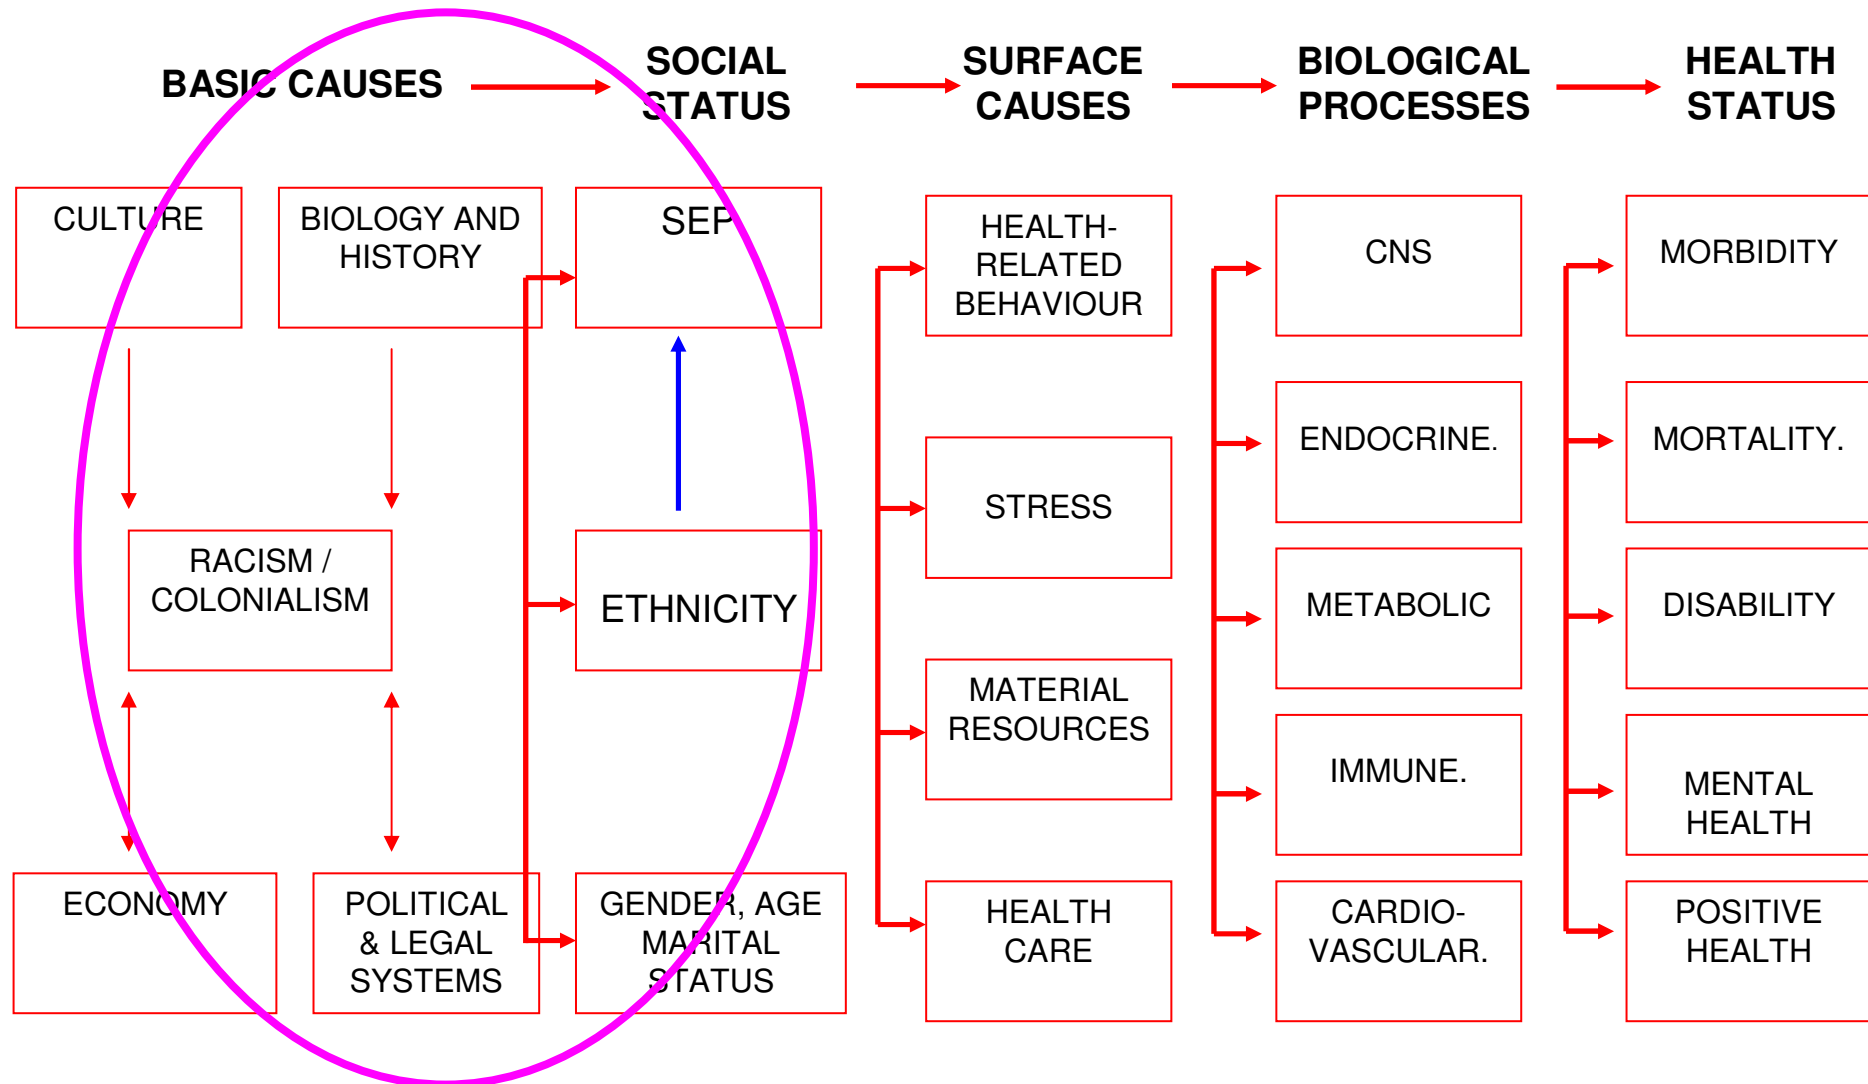 BASIC CAUSES
SOCIAL
STATUS
SURFACE
CAUSES
BIOLOGICAL
PROCESSES
HEALTH
STATUS
CULTURE
BIOLOGY AND
HISTORY
RACISM /
COLONIALISM
ECONOMY
POLITICAL
& LEGAL
SYSTEMS
SEP
ETHNICITY
GENDER, AGE
MARITAL
STATUS
HEALTH-
RELATED
BEHAVIOUR
STRESS
MATERIAL
RESOURCES
HEALTH
CARE
CNS
ENDOCRINE.
METABOLIC
IMMUNE.
CARDIO-
VASCULAR.
MORBIDITY
MORTALITY.
DISABILITY
MENTAL
HEALTH
POSITIVE
HEALTH